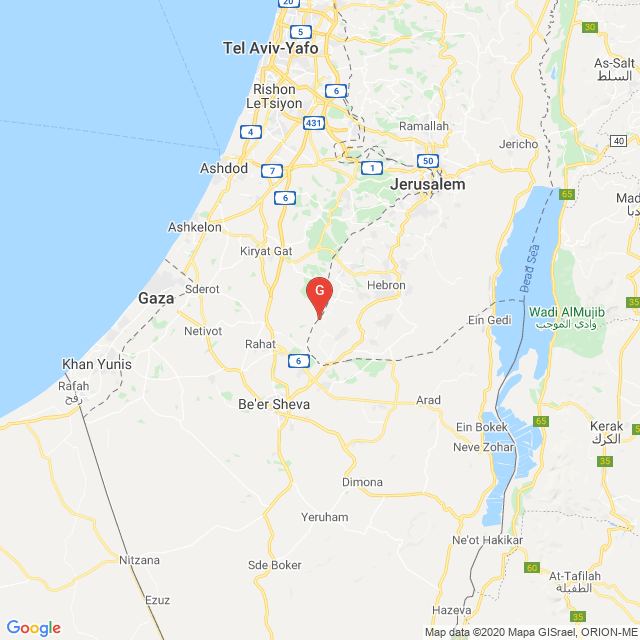 20
5
Tel Aviv-Yafo
30
As-Salt
السلط
Rishon
LeTsiyon
6
431
4
Ramallah
40
Jericho
50
1
7
Ashdod
Jerusalem
6
65
Mad
دبا
Ashkelon
Kiryat Gat
Dead Sea
Sderot
Hebron
G
Gaza
35
Wadi AlMujib
وادي الموجب
Ein Gedi
Netivot
Rahat
6
Khan Yunis
Rafah
رفح
Arad
Be'er Sheva
65
Ein Bokek
Kerak
الكرك
Neve Zohar
35
Dimona
Yeruham
Ne'ot Hakikar
Nitzana
Sde Boker
60
At-Tafilah
الطفيلة
Ezuz
Hazeva
35
Google
Map data ©2020 Mapa GISrael, ORION-ME